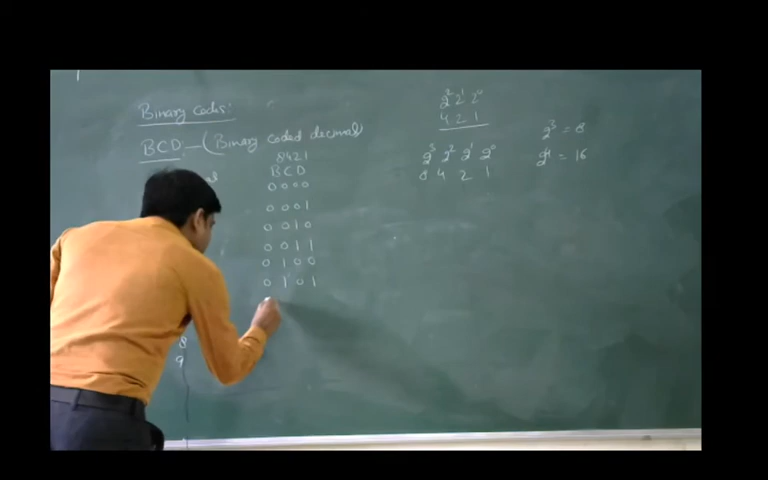 Binary codes:
BCD - (Binary coded decimal)
8421
BCD
0000
0001
0010
0011
0100
0101
8
9
2² 2¹ 2⁰
4 2 1
2³ 2² 2¹ 2⁰
8 4 2 1
2³ = 8
2⁴ = 16